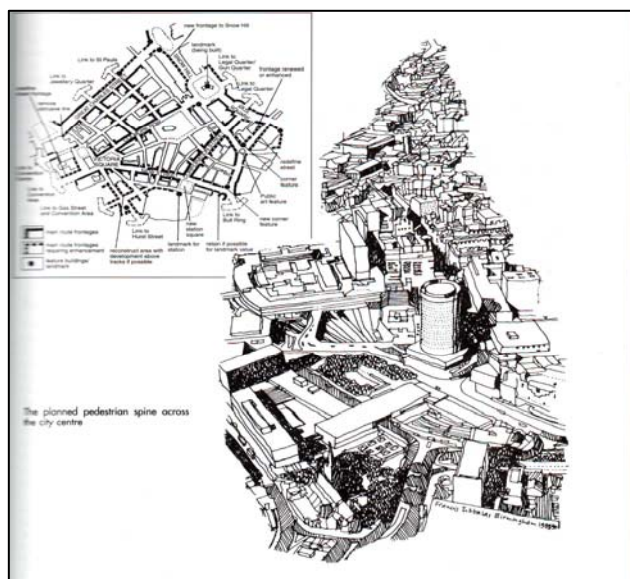 new frontage to Snow Hill
landmark
(being built)
Link to
Legal Quarter/
Gun Quarter
Link to St Pauls
Link to
Jewellery Quarter
Link to
Legal Quarter
frontage renewed
or enhanced
remove
VICTORIA
SQUARE
redefine
street
corner
feature
Public
art feature
new corner
feature
Link to
Bull Ring
Link to Gas Street
and Convention Area
new
station
square
Link to
Hurst Street
reconstruct area with
development above
tracks if possible
landmark for
station
retain if possible
for landmark value
main route frontages
main route frontages
requiring enhancement
feature building/
landmark
The planned pedestrian spine across
the city centre
Francis Tibbalds Birmingham